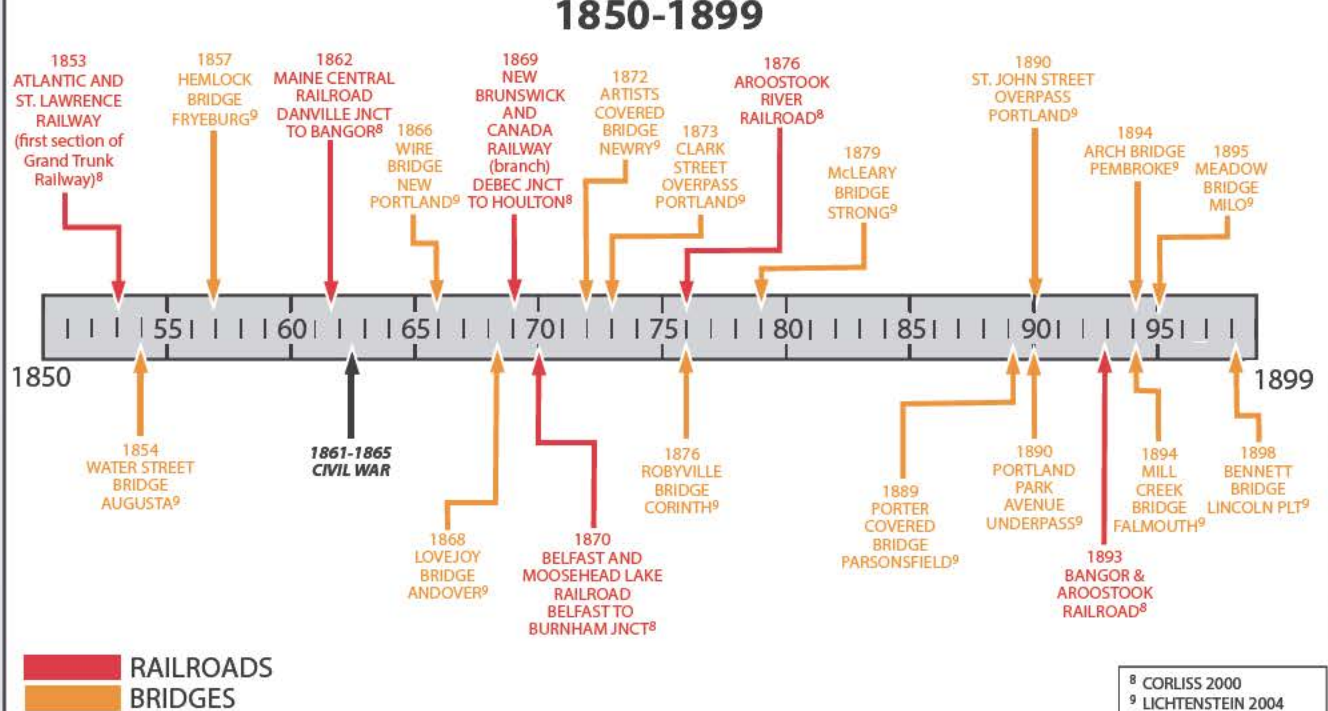 1850-1899
1853
ATLANTIC AND
ST. LAWRENCE
RAILWAY
(first section of
Grand Trunk
Railway)⁸
1857
HEMLOCK
BRIDGE
FRYEBURG⁹
1862
MAINE CENTRAL
RAILROAD
DANVILLE JNCT
TO BANGOR⁸
1866
WIRE
BRIDGE
NEW
PORTLAND⁹
1869
NEW
BRUNSWICK
AND
CANADA
RAILWAY
(branch)
DEBEC JNCT
TO HOULTON⁸
1872
ARTISTS
COVERED
BRIDGE
NEWRY⁹
1873
CLARK
STREET
OVERPASS
PORTLAND⁹
1876
AROOSTOOK
RIVER
RAILROAD⁸
1879
McLEARY
BRIDGE
STRONG⁹
1890
ST. JOHN STREET
OVERPASS
PORTLAND⁹
1894
ARCH BRIDGE
PEMBROKE⁹
1895
MEADOW
BRIDGE
MILO⁹
55 60 65 70 75 80 85 90 95
1850
1899
1854
WATER STREET
BRIDGE
AUGUSTA⁹
1861-1865
CIVIL WAR
1868
LOVEJOY
BRIDGE
ANDOVER⁹
1870
BELFAST AND
MOOSEHEAD LAKE
RAILROAD
BELFAST TO
BURNHAM JNCT⁸
1876
ROBYVILLE
BRIDGE
CORINTH⁹
1889
PORTER
COVERED
BRIDGE
PARSONSFIELD⁹
1890
PORTLAND
PARK
AVENUE
UNDERPASS⁹
1893
BANGOR &
AROOSTOOK
RAILROAD⁸
1894
MILL
CREEK
BRIDGE
FALMOUTH⁹
1898
BENNETT
BRIDGE
LINCOLN PLT⁹
RAILROADS
BRIDGES
⁸ CORLISS 2000
⁹ LICHTENSTEIN 2004